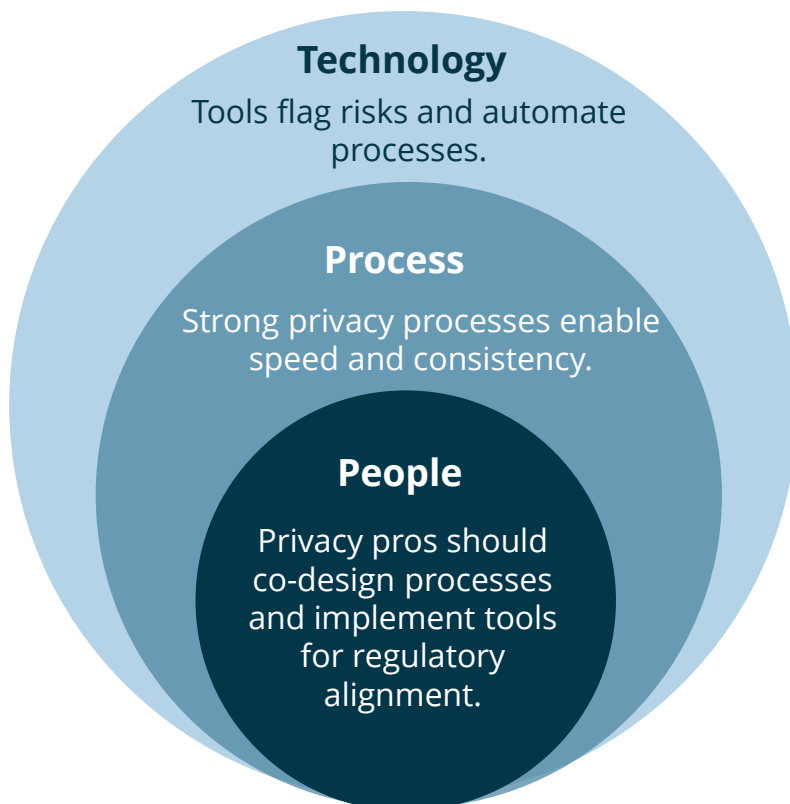 Technology
Tools flag risks and automate
processes.
Process
Strong privacy processes enable
speed and consistency.
People
Privacy pros should
co-design processes
and implement tools
for regulatory
alignment.